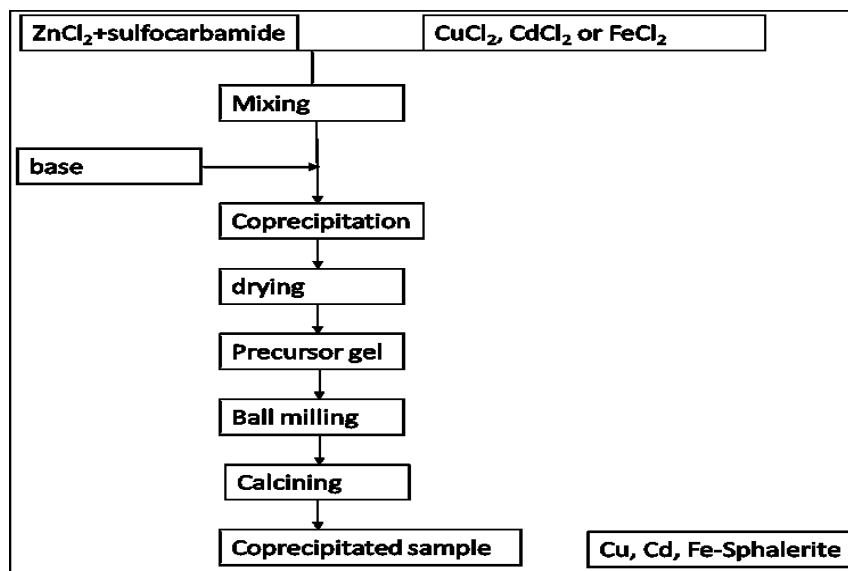 ZnCl₂+sulfocarbamide
CuCl₂, CdCl₂ or FeCl₂
Mixing
base
Coprecipitation
drying
Precursor gel
Ball milling
Calcining
Coprecipitated sample
Cu, Cd, Fe-Sphalerite